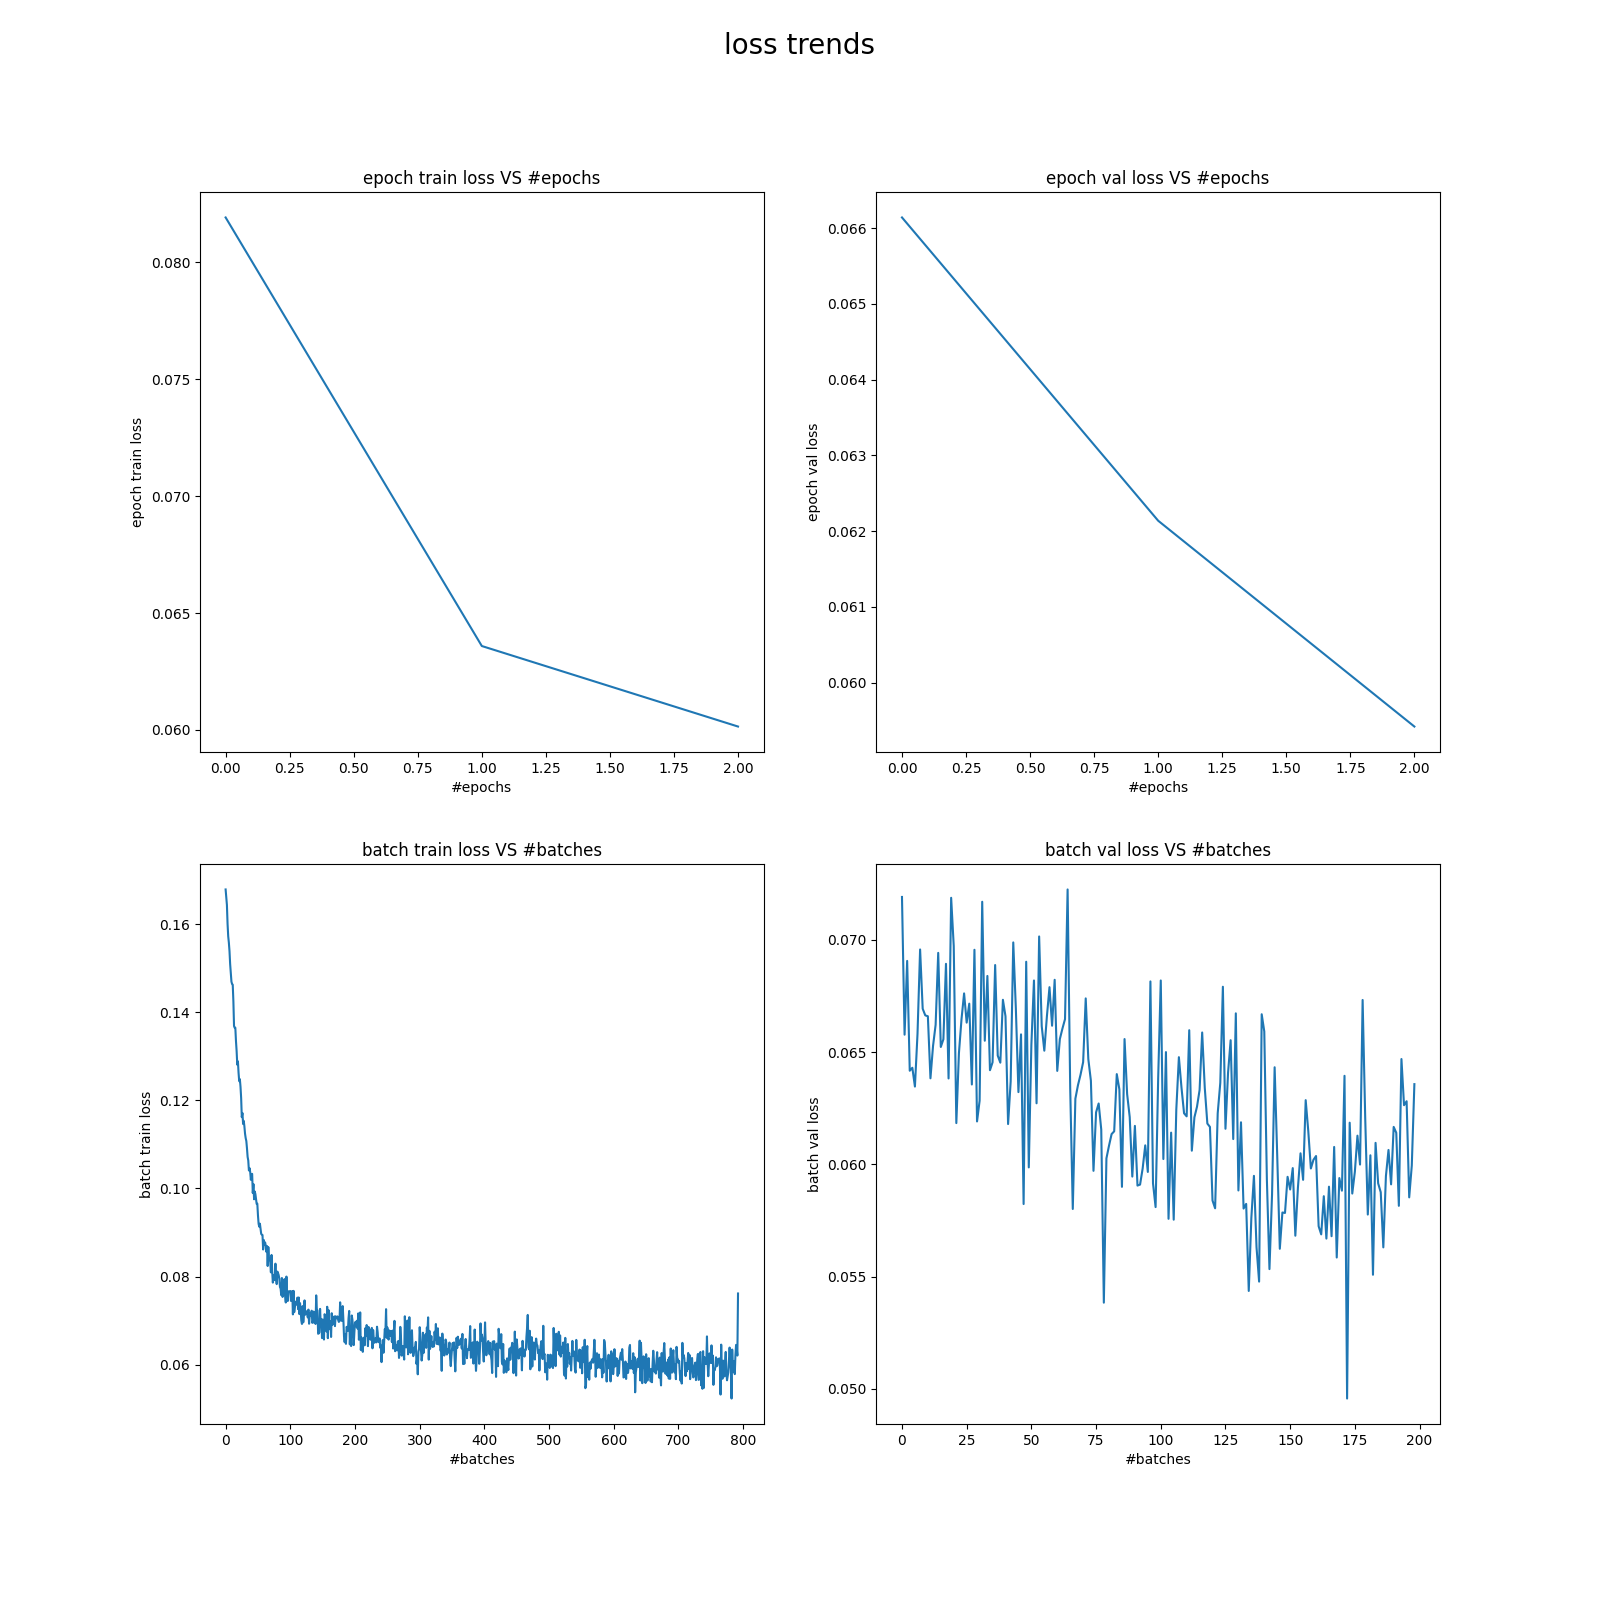 loss trends
epoch train loss VS #epochs
epoch train loss
0.080
0.075
0.070
0.065
0.060
0.00 0.25 0.50 0.75 1.00 1.25 1.50 1.75 2.00
#epochs
epoch val loss VS #epochs
epoch val loss
0.066
0.065
0.064
0.063
0.062
0.061
0.060
0.00 0.25 0.50 0.75 1.00 1.25 1.50 1.75 2.00
#epochs
batch train loss VS #batches
batch train loss
0.16
0.14
0.12
0.10
0.08
0.06
0 100 200 300 400 500 600 700 800
#batches
batch val loss VS #batches
batch val loss
0.070
0.065
0.060
0.055
0.050
0 25 50 75 100 125 150 175 200
#batches